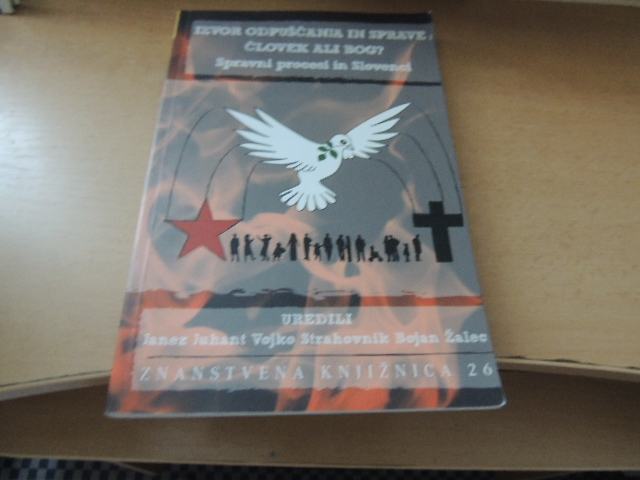 IZVOR ODPUŠČANJA IN SPRAVE:
ČLOVEK ALI BOG?
Spravni procesi in Slovenci
UREDILI
Janez Juhant Vojko Strahovnik Bojan Žalec
ZNANSTVENA KNJIŽNICA 26